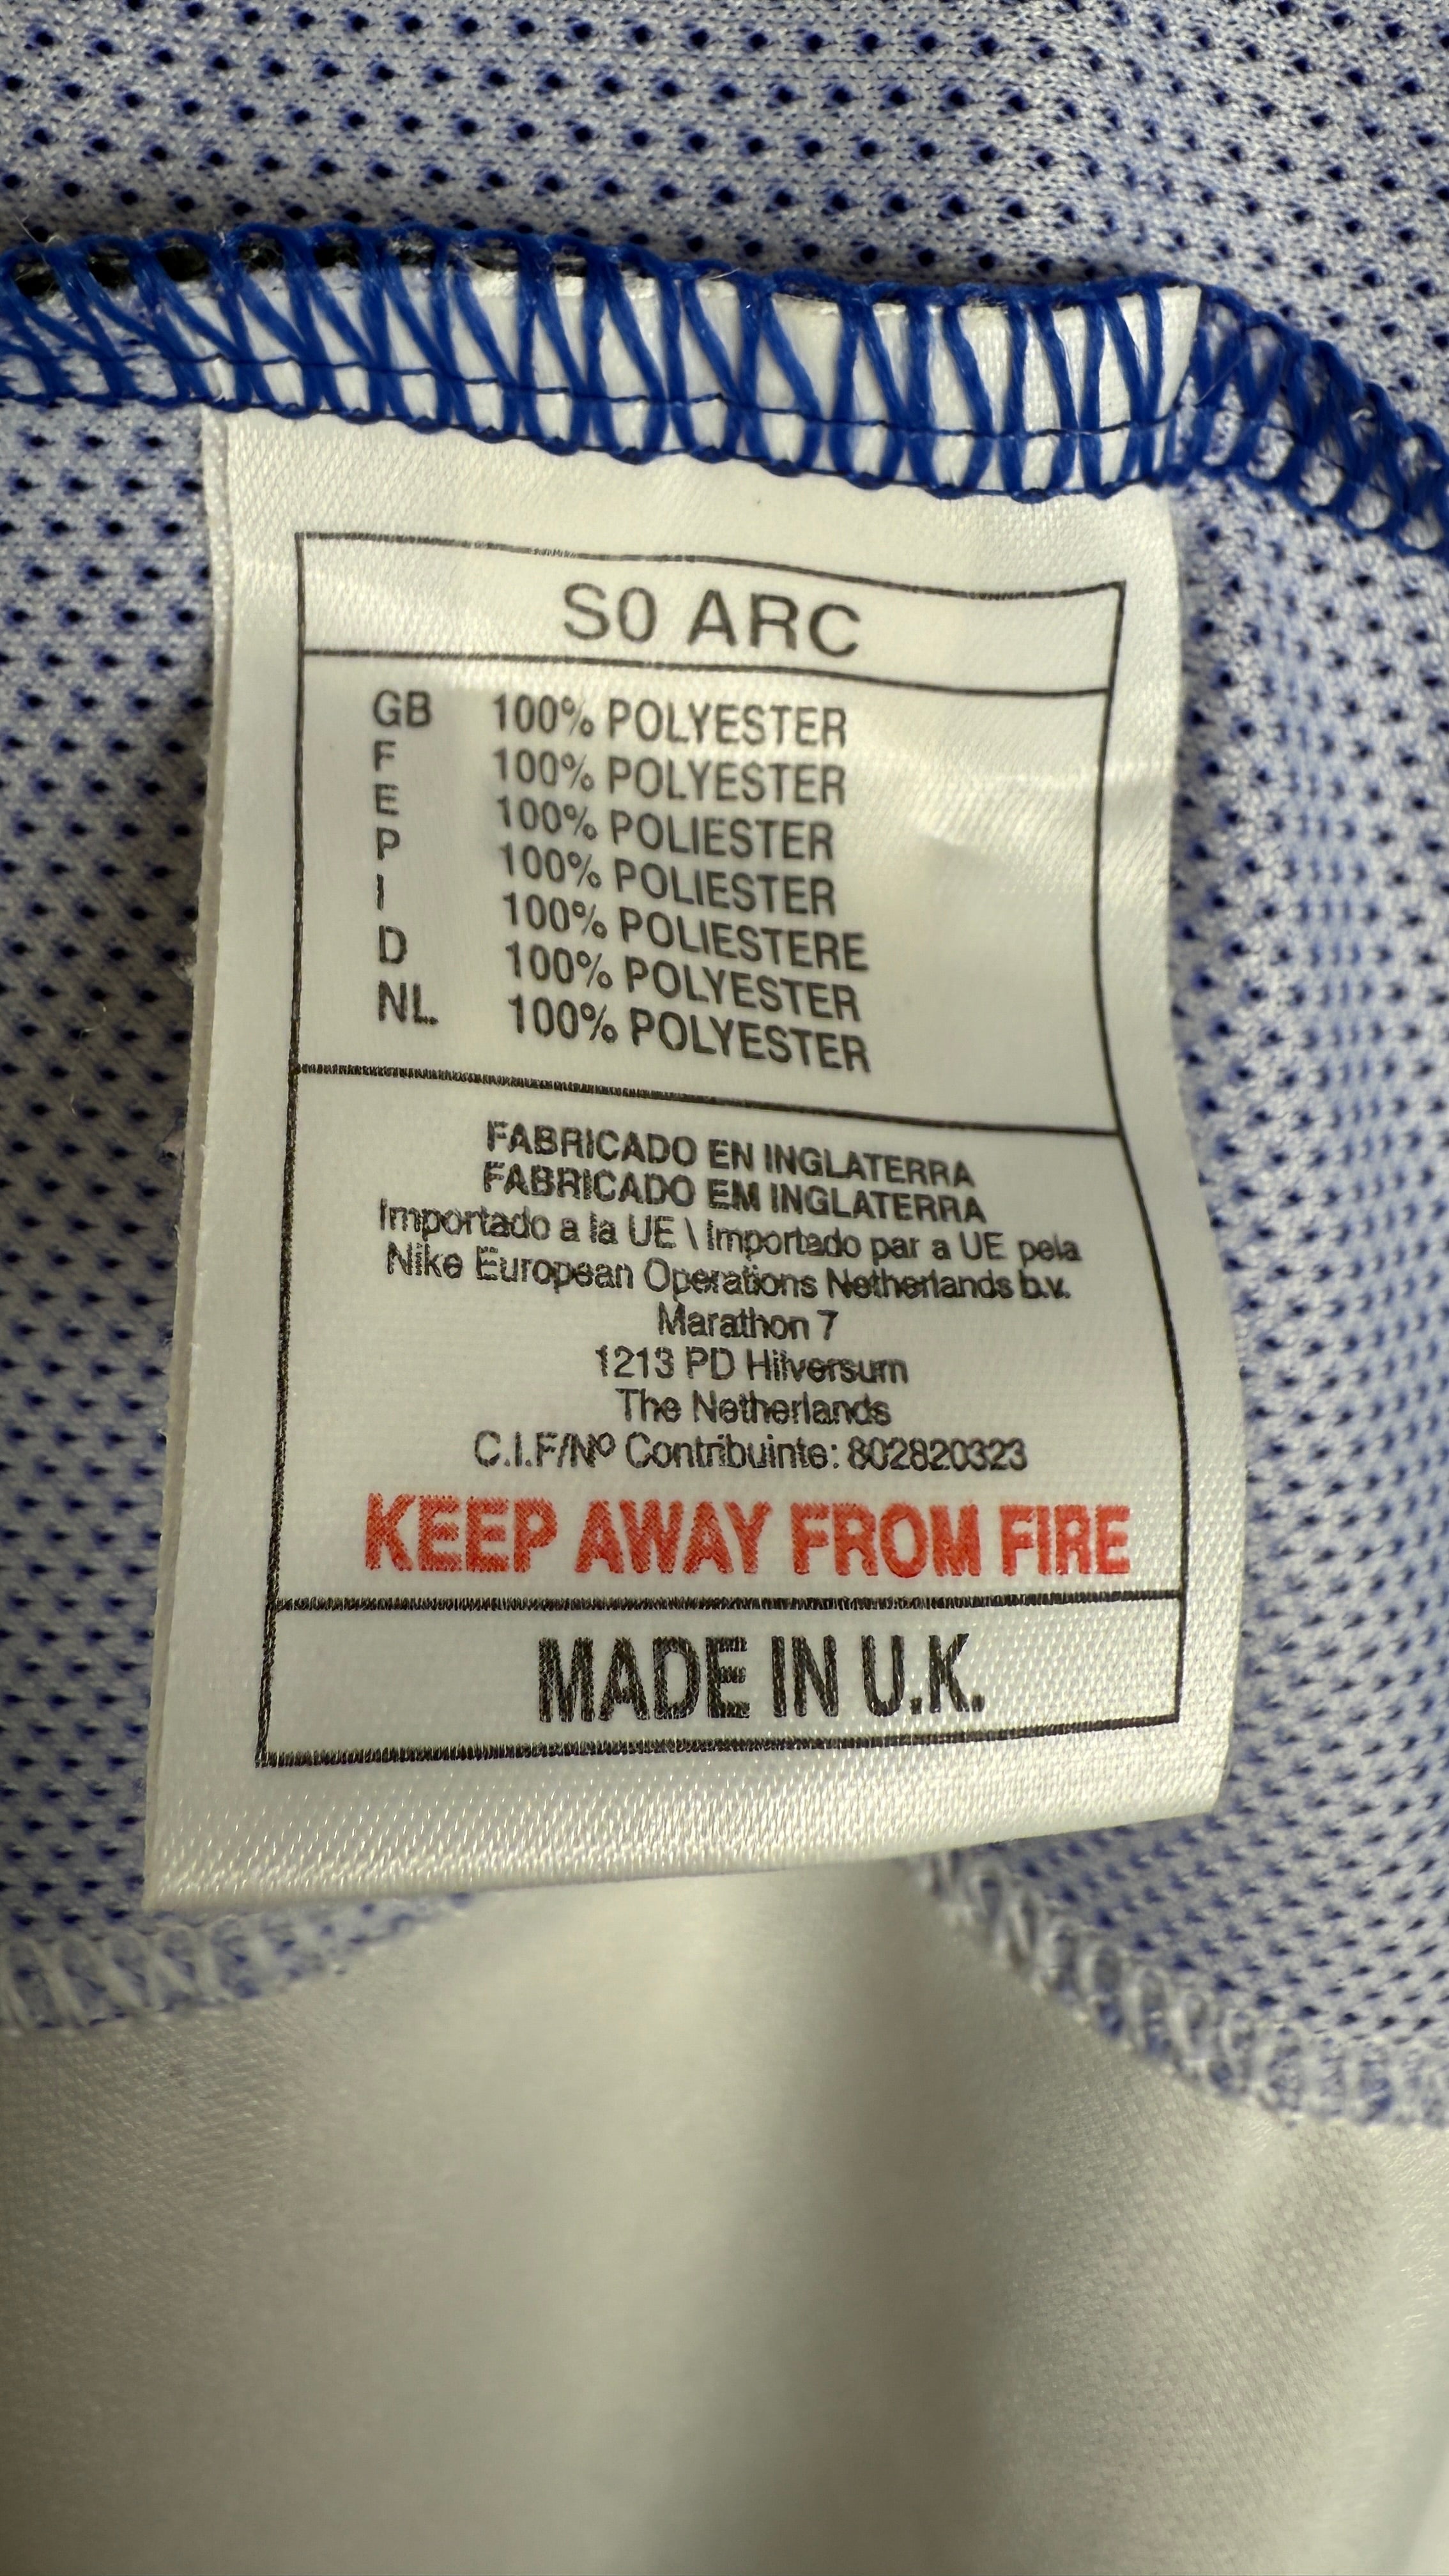 S0 ARC
GB 100% POLYESTER
F 100% POLYESTER
E 100% POLIESTER
P 100% POLIESTER
I 100% POLIESTERE
D 100% POLYESTER
NL 100% POLYESTER
FABRICADO EN INGLATERRA
FABRICADO EM INGLATERRA
Importado a la UE \ Importado par a UE pela
Nike European Operations Netherlands b.v.
Marathon 7
1213 PD Hilversum
The Netherlands
C.I.F/Nº Contribuinte: 802820323
KEEP AWAY FROM FIRE
MADE IN U.K.